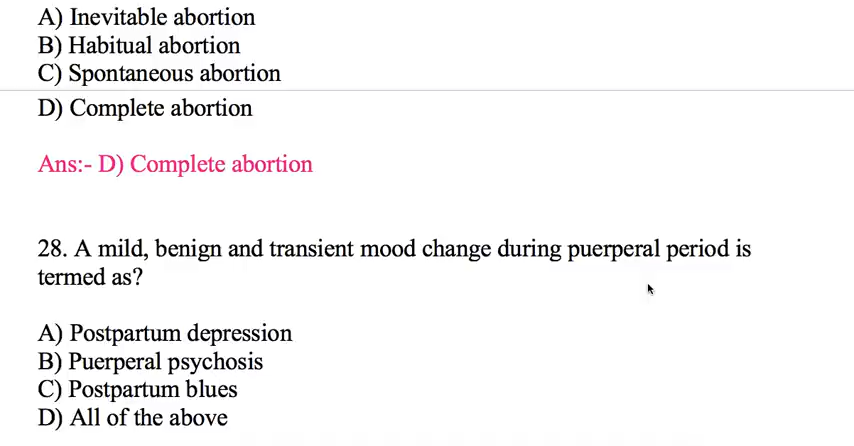 A) Inevitable abortion
B) Habitual abortion
C) Spontaneous abortion
D) Complete abortion
Ans:- D) Complete abortion
28. A mild, benign and transient mood change during puerperal period is
termed as?
A) Postpartum depression
B) Puerperal psychosis
C) Postpartum blues
D) All of the above